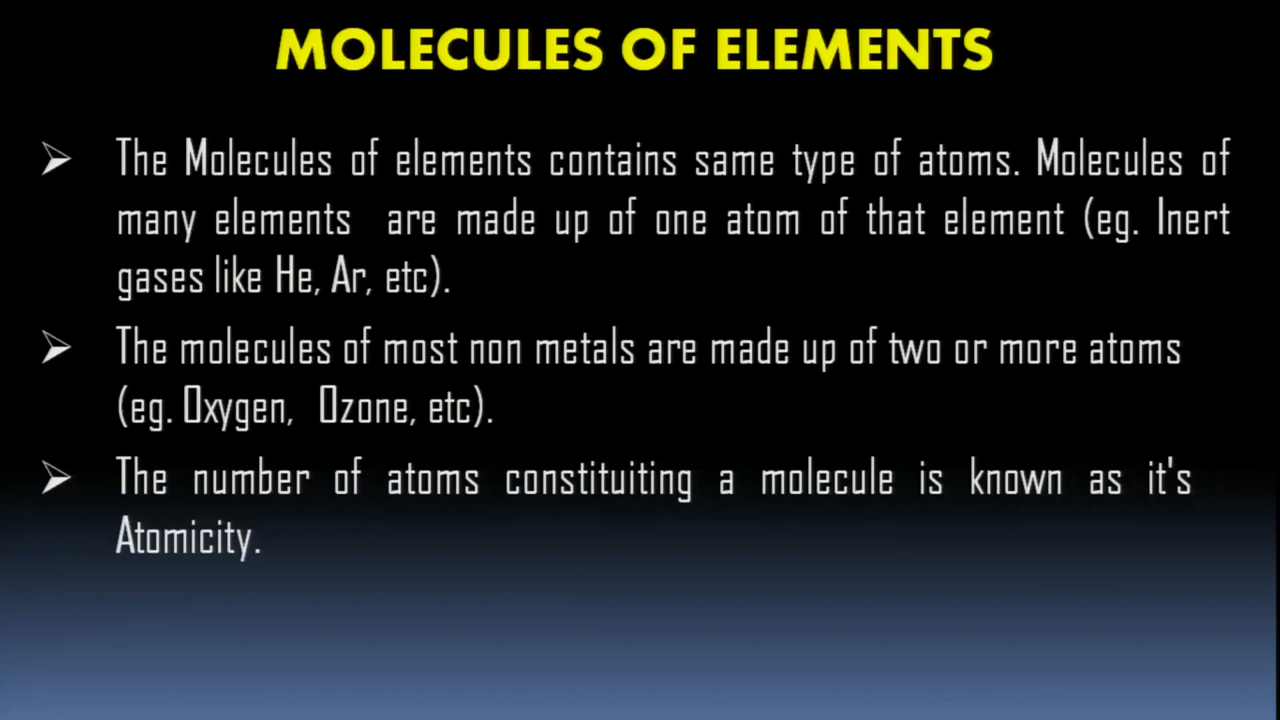 MOLECULES OF ELEMENTS
The Molecules of elements contains same type of atoms. Molecules of
many elements are made up of one atom of that element (eg. Inert
gases like He, Ar, etc).
The molecules of most non metals are made up of two or more atoms
(eg. Oxygen, Ozone, etc).
The number of atoms constituiting a molecule is known as it's
Atomicity.